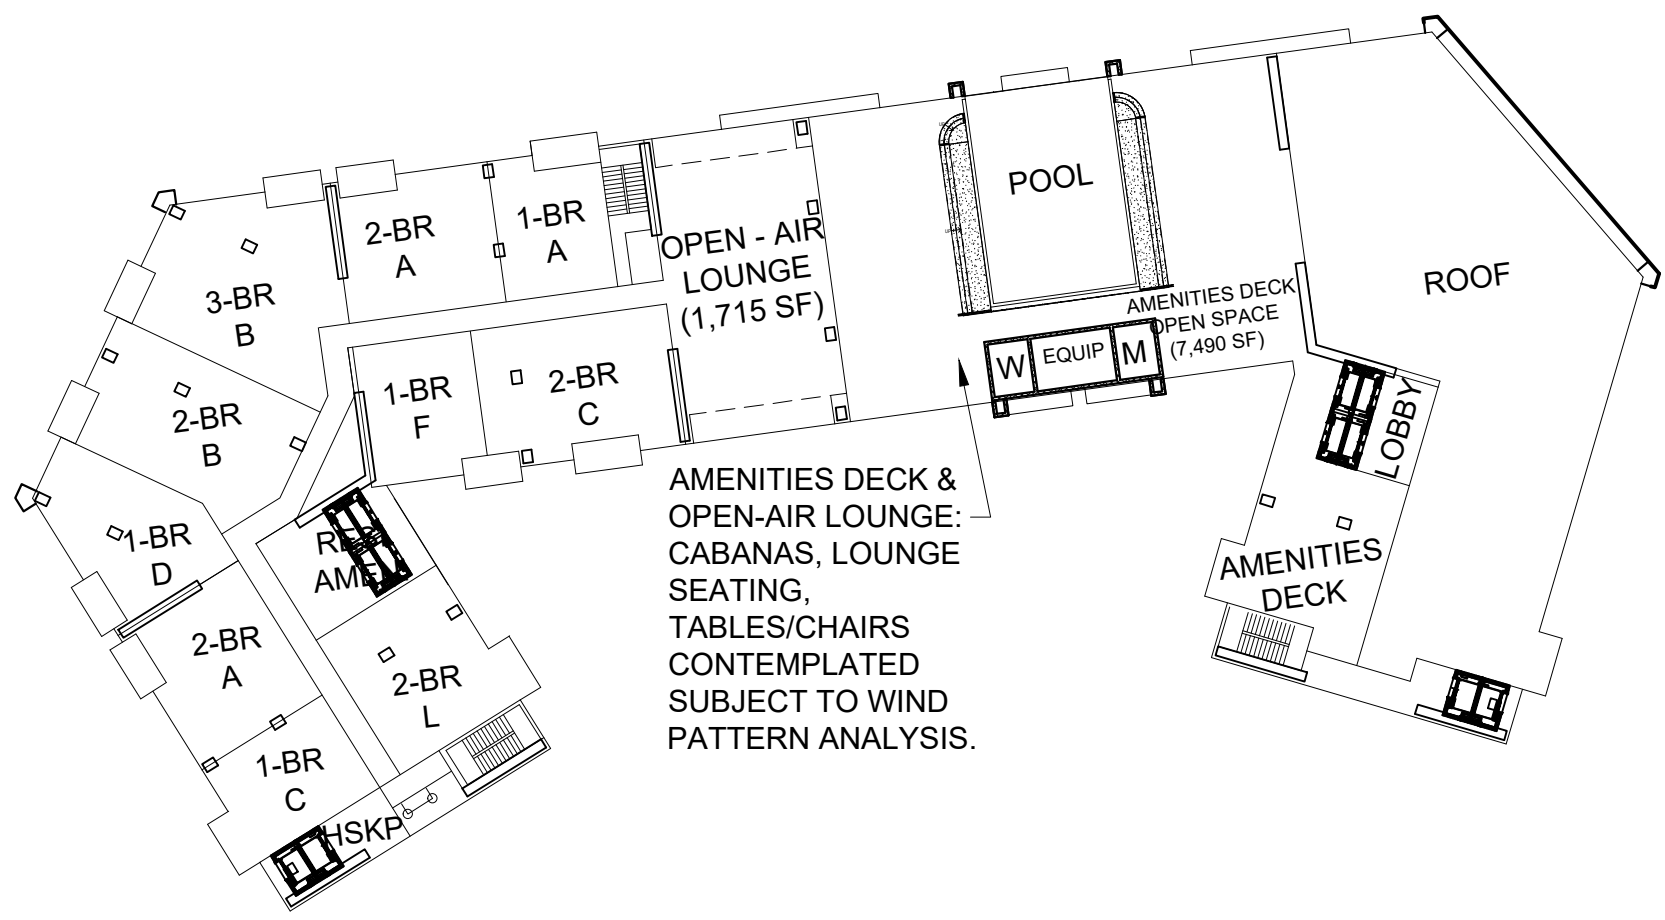 2-BR
A
1-BR
A
3-BR
B
2-BR
B
1-BR
D
2-BR
A
1-BR
C
HSKP
1-BR
F
2-BR
C
AME
2-BR
L
OPEN - AIR
LOUNGE
(1,715 SF)
POOL
W
EQUIP
M
AMENITIES DECK
OPEN SPACE
(7,490 SF)
ROOF
LOBBY
AMENITIES
DECK
AMENITIES DECK &
OPEN-AIR LOUNGE:
CABANAS, LOUNGE
SEATING,
TABLES/CHAIRS
CONTEMPLATED
SUBJECT TO WIND
PATTERN ANALYSIS.